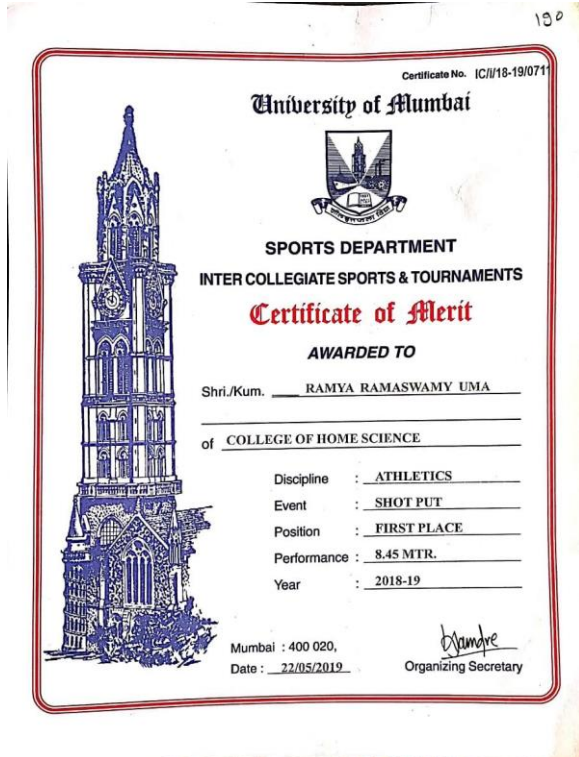 190
Certificate No. IC/I/18-19/0711
University of Mumbai
SPORTS DEPARTMENT
INTER COLLEGIATE SPORTS & TOURNAMENTS
Certificate of Merit
AWARDED TO
Shri./Kum. RAMYA RAMASWAMY UMA
of COLLEGE OF HOME SCIENCE
Discipline : ATHLETICS
Event : SHOT PUT
Position : FIRST PLACE
Performance : 8.45 MTR.
Year : 2018-19
Mumbai : 400 020,
Date : 22/05/2019
Organizing Secretary